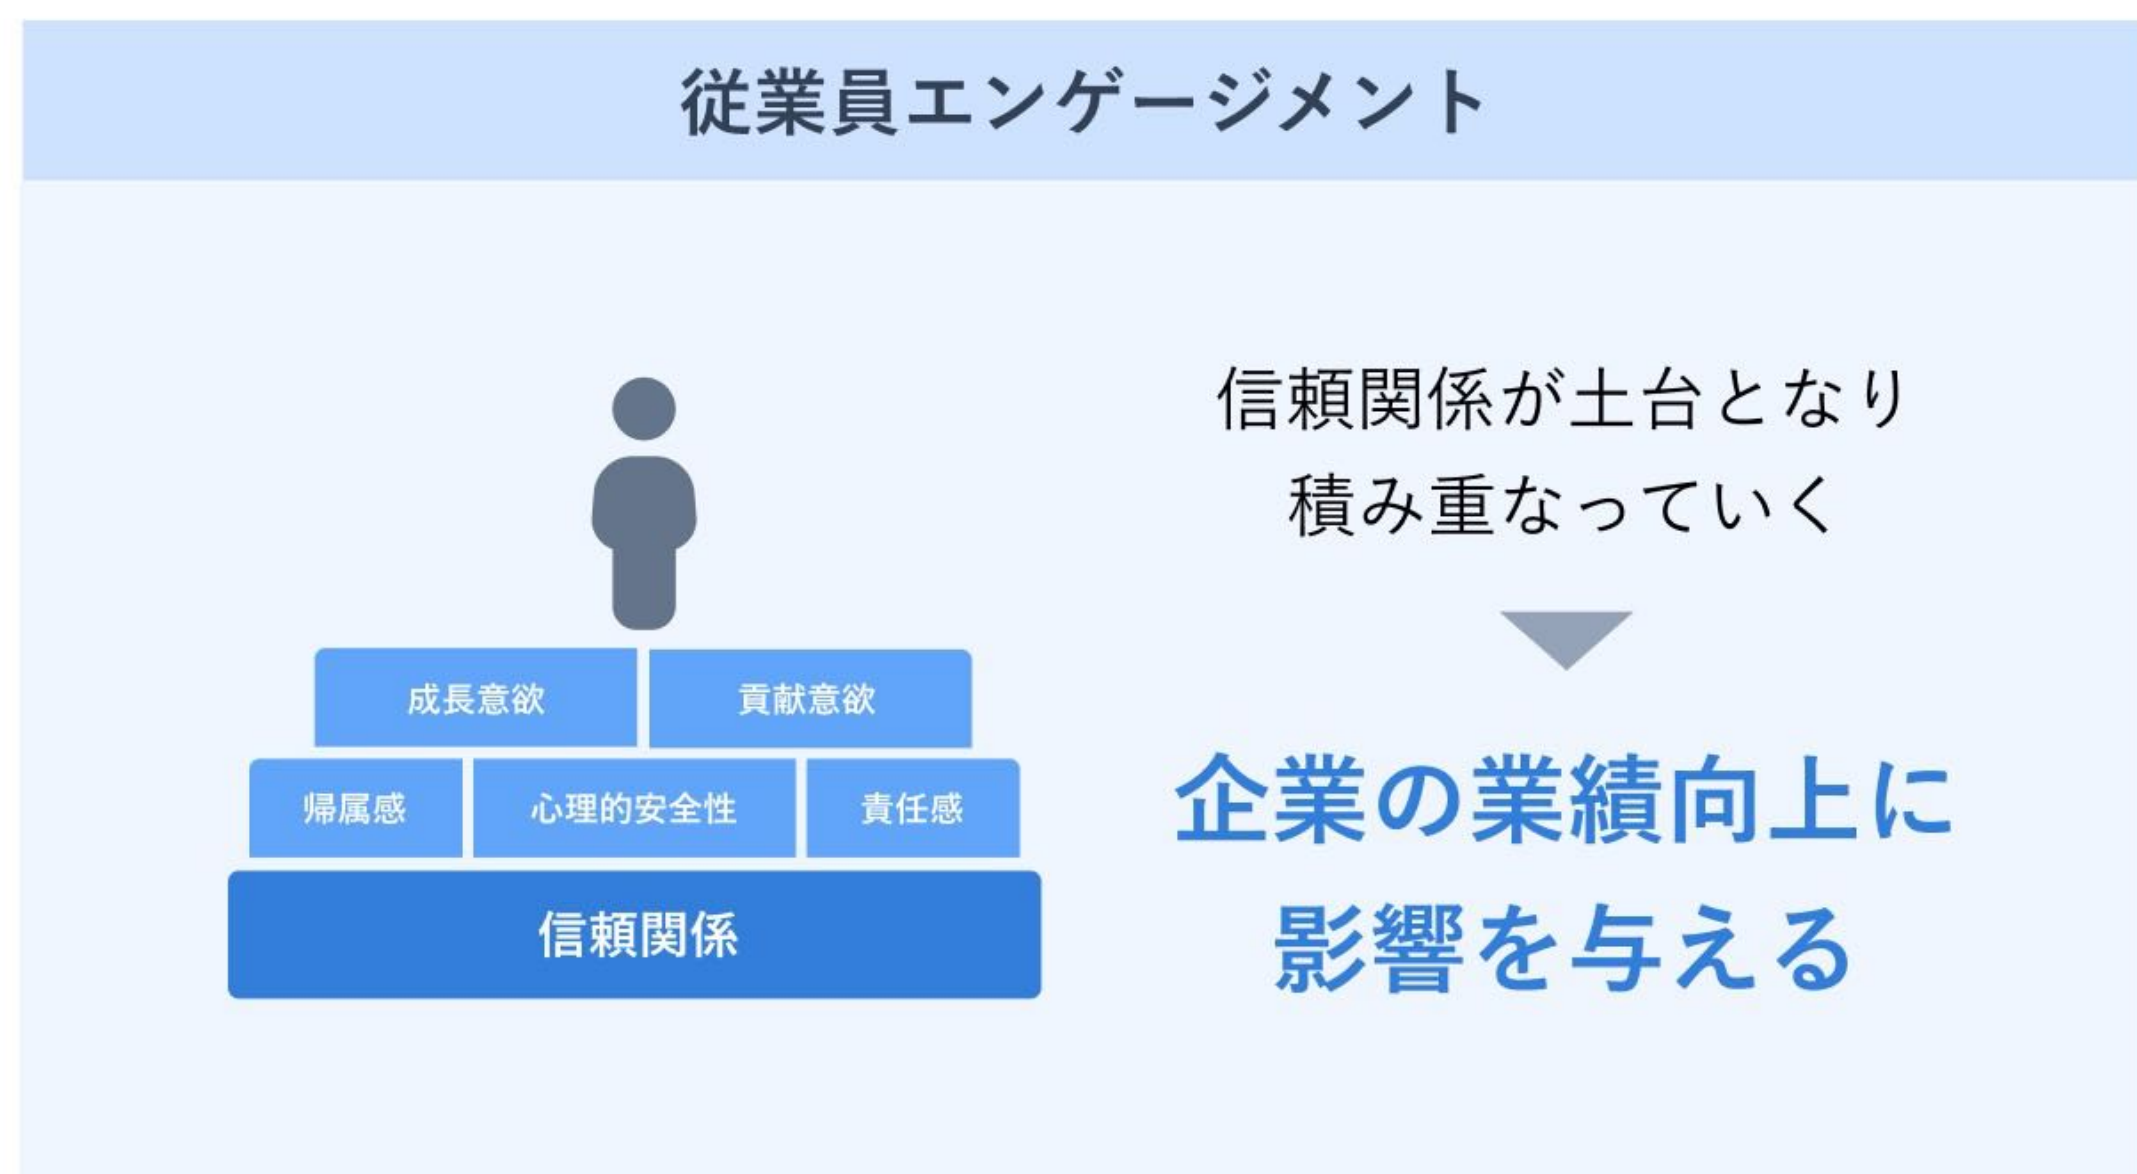 従業員エンゲージメント
信頼関係が土台となり
積み重なっていく
企業の業績向上に
影響を与える
成長意欲
貢献意欲
帰属感
心理的安全性
責任感
信頼関係